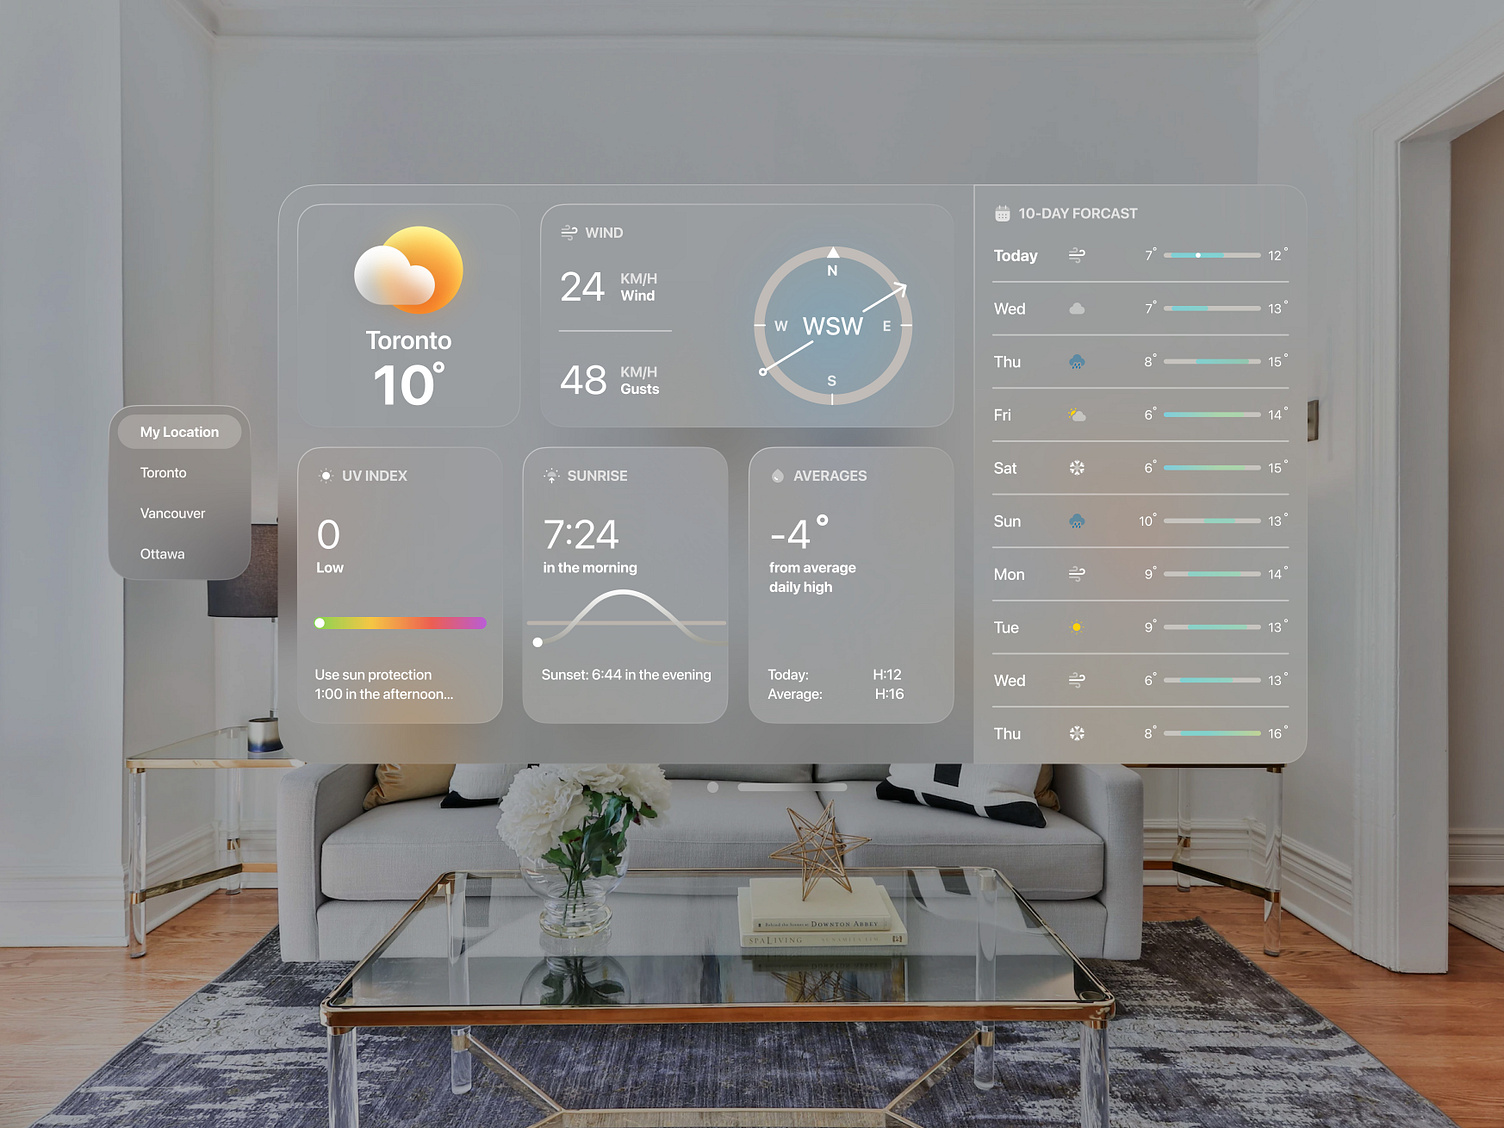 My Location
Toronto
Vancouver
Ottawa
Toronto
10°
WIND
24 KM/H
Wind
48 KM/H
Gusts
N
W WSW E
S
UV INDEX
0
Low
Use sun protection
1:00 in the afternoon...
SUNRISE
7:24
in the morning
Sunset: 6:44 in the evening
AVERAGES
-4°
from average
daily high
Today: H:12
Average: H:16
10-DAY FORCAST
Today 7° 12°
Wed 7° 13°
Thu 8° 15°
Fri 6° 14°
Sat 6° 15°
Sun 10° 13°
Mon 9° 14°
Tue 9° 13°
Wed 6° 13°
Thu 8° 16°
Behind the Scenes at DOWNTON ABBEY
SPA LIVING